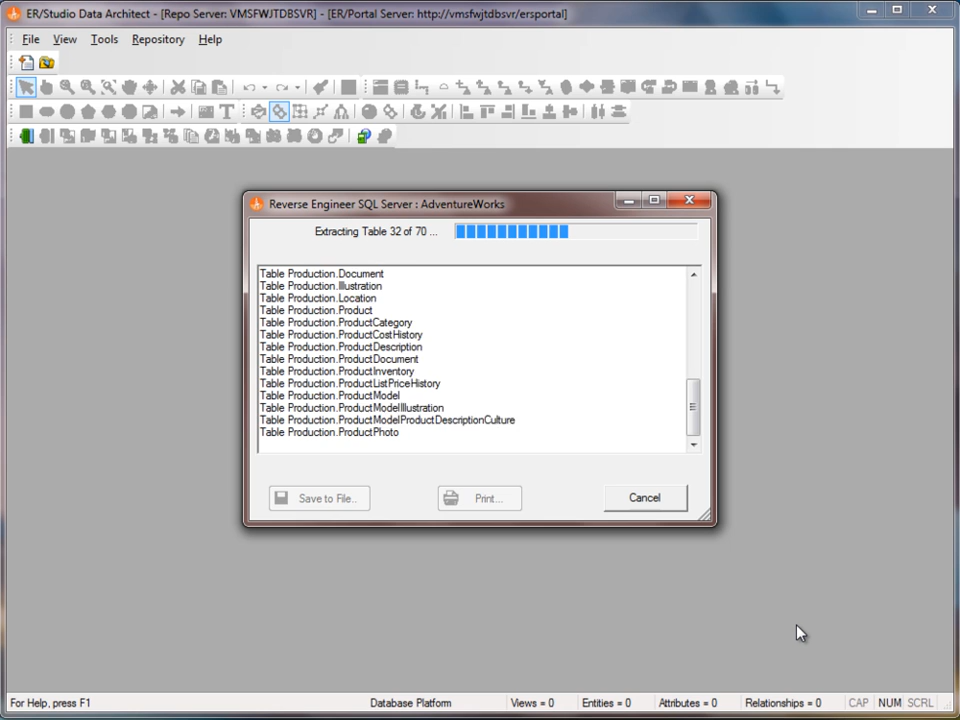 ER/Studio Data Architect - [Repo Server: VMSFWJTDBSVR] - [ER/Portal Server: http://vmsfwjtdbsvr/ersportal]
File View Tools Repository Help
Reverse Engineer SQL Server : AdventureWorks
Extracting Table 32 of 70 ...
Table Production.Document
Table Production.Illustration
Table Production.Location
Table Production.Product
Table Production.ProductCategory
Table Production.ProductCostHistory
Table Production.ProductDescription
Table Production.ProductDocument
Table Production.ProductInventory
Table Production.ProductListPriceHistory
Table Production.ProductModel
Table Production.ProductModelIllustration
Table Production.ProductModelProductDescriptionCulture
Table Production.ProductPhoto
Save to File.. Print... Cancel
For Help, press F1 Database Platform Views = 0 Entities = 0 Attributes = 0 Relationships = 0 CAP NUM SCRL